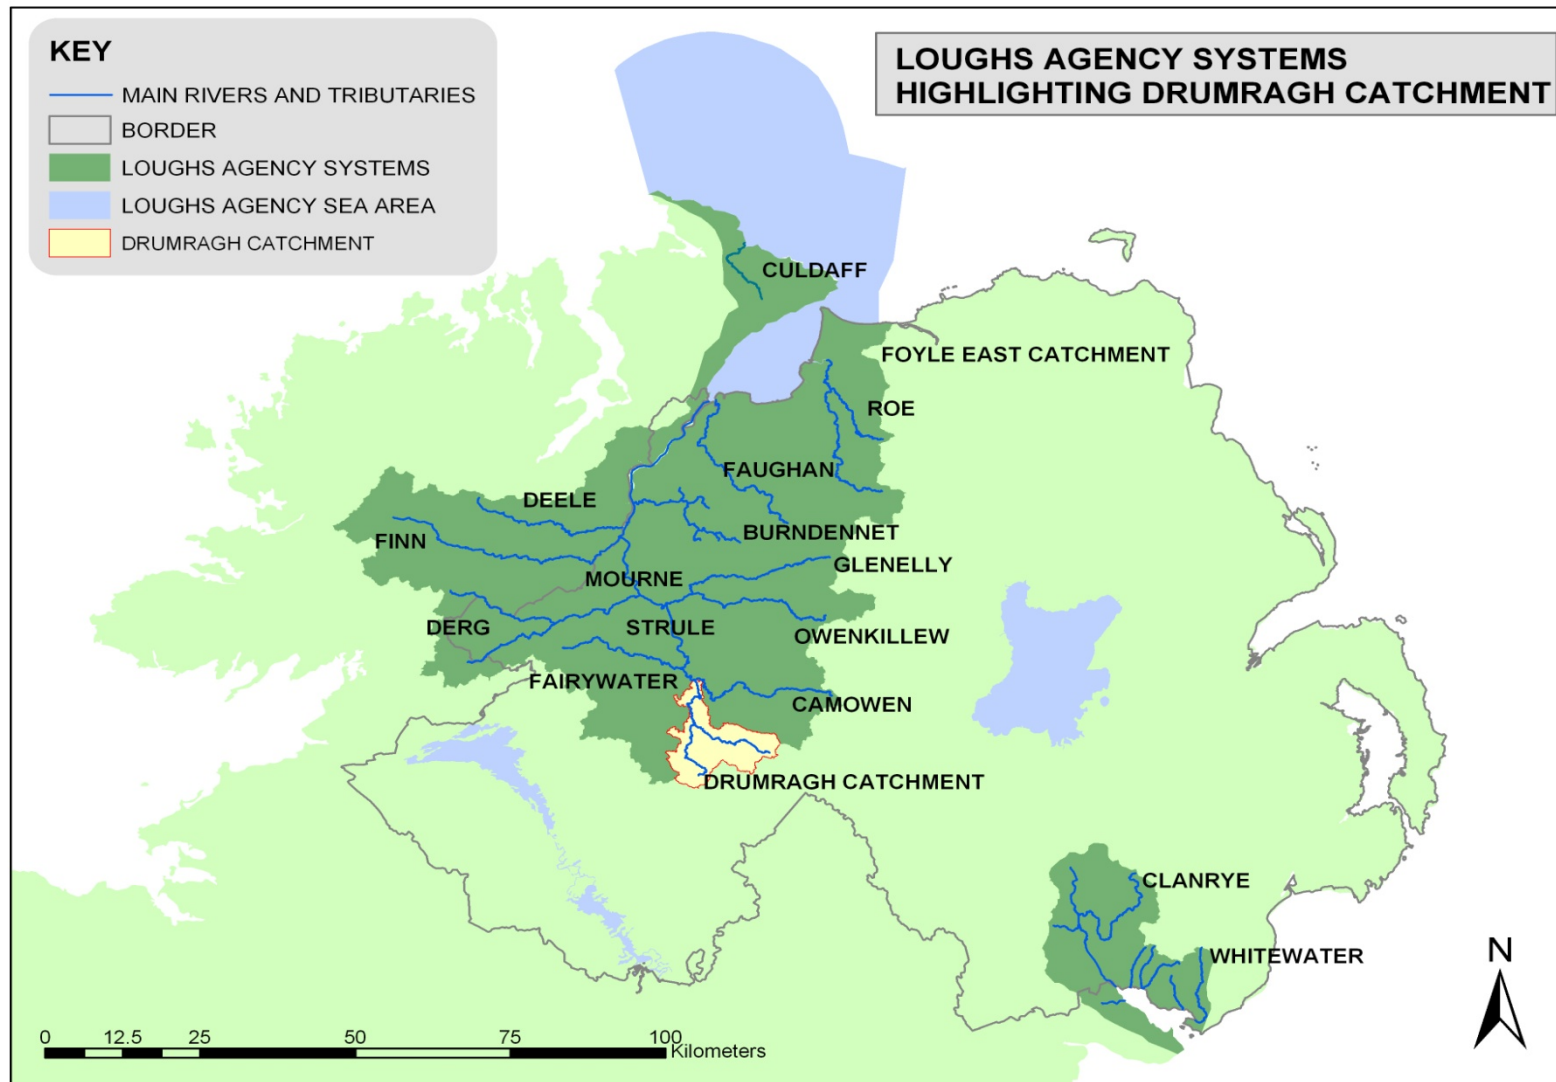 KEY
MAIN RIVERS AND TRIBUTARIES
BORDER
LOUGHS AGENCY SYSTEMS
LOUGHS AGENCY SEA AREA
DRUMRAGH CATCHMENT
LOUGHS AGENCY SYSTEMS
HIGHLIGHTING DRUMRAGH CATCHMENT
CULDAFF
FOYLE EAST CATCHMENT
ROE
FAUGHAN
DEELE
BURNDENNET
FINN
GLENELLY
MOURNE
DERG
STRULE
OWENKILLEW
FAIRYWATER
CAMOWEN
DRUMRAGH CATCHMENT
CLANRYE
WHITEWATER
N
0 12.5 25 50 75 100
Kilometers